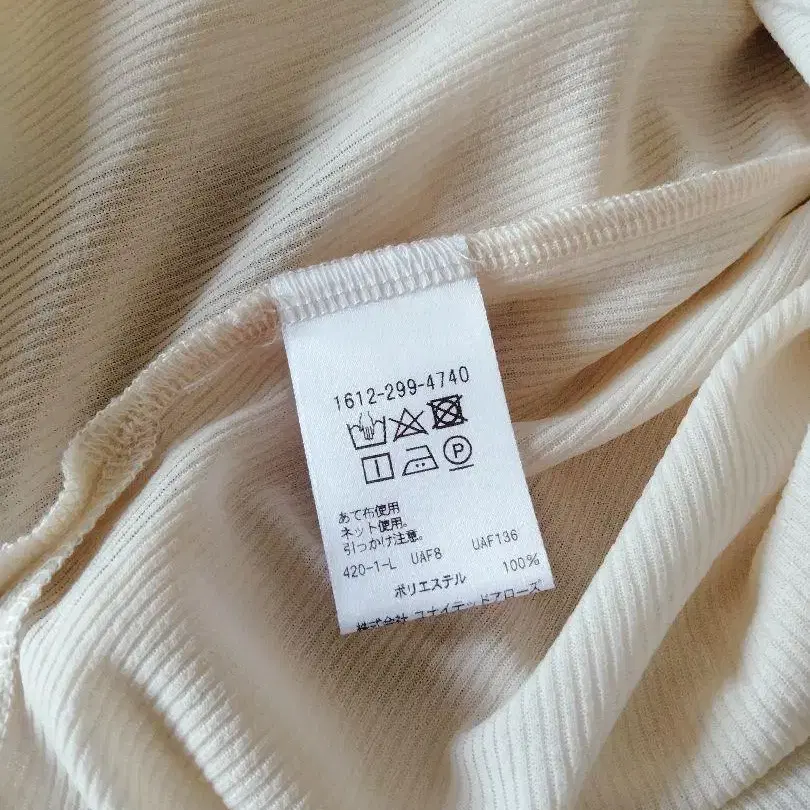 1612-299-4740
P
あて布使用
ネット使用。
引っかけ注意。
420-1-L UAF8 UAF136
ポリエステル 100%
株式会社 ユナイテッドアローズ